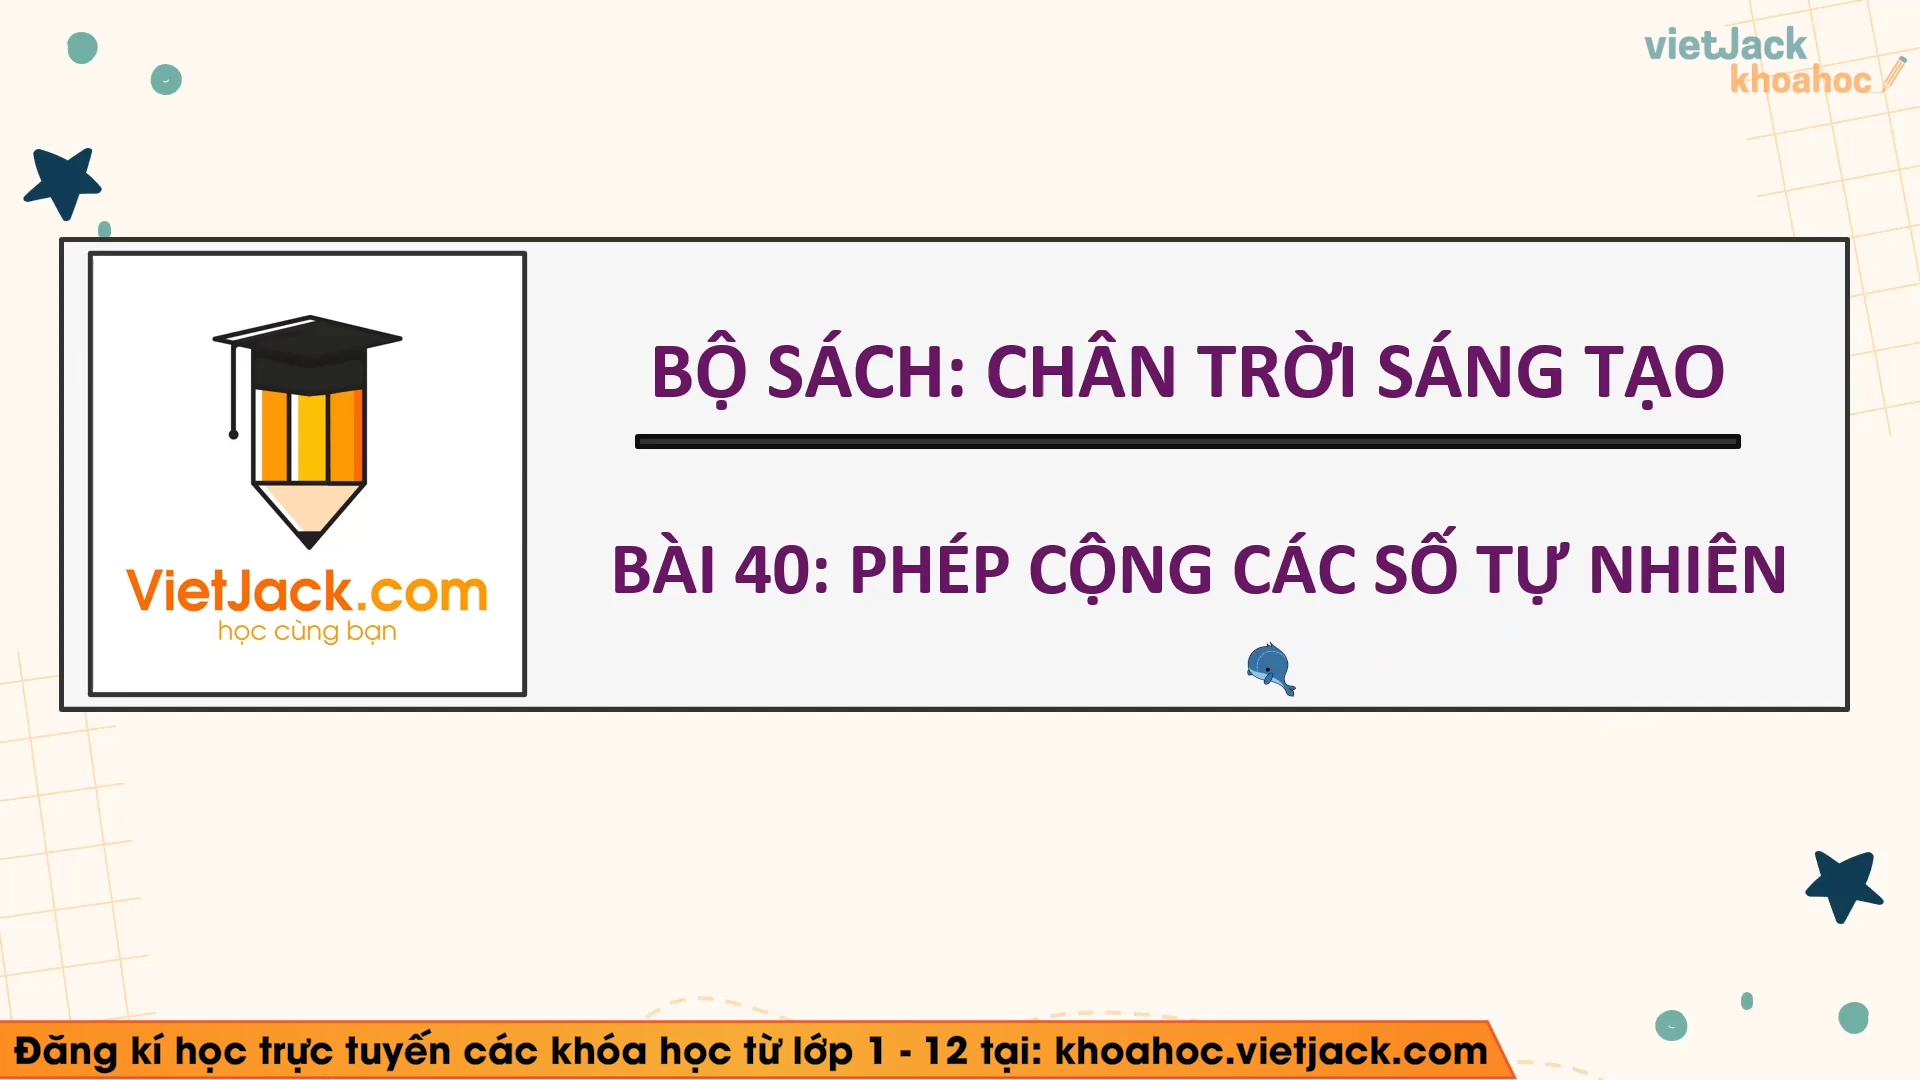 vietJack
khoahoc
BỘ SÁCH: CHÂN TRỜI SÁNG TẠO
BÀI 40: PHÉP CỘNG CÁC SỐ TỰ NHIÊN
VietJack.com
học cùng bạn
Đăng kí học trực tuyến các khóa học từ lớp 1 - 12 tại: khoahoc.vietjack.com